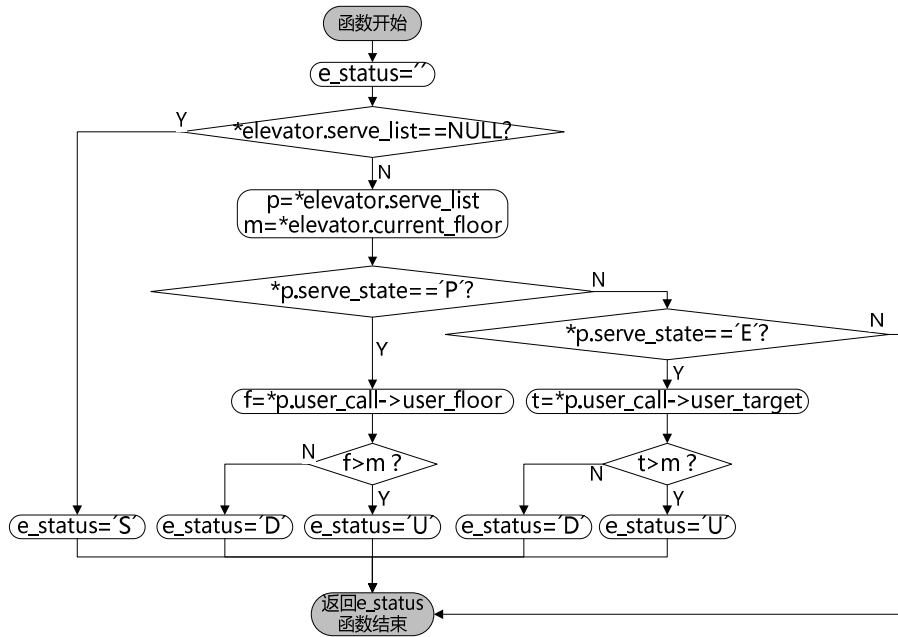 函数开始
e_status=´´
Y
*elevator.serve_list==NULL?
N
p=*elevator.serve_list
m=*elevator.current_floor
*p.serve_state==´P´?
N
*p.serve_state==´E´?
N
Y
Y
f=*p.user_call->user_floor
t=*p.user_call->user_target
N
f>m ?
t>m ?
N
Y
Y
e_status=´S´
e_status=´D´
e_status=´U´
e_status=´D´
e_status=´U´
返回e_status
函数结束